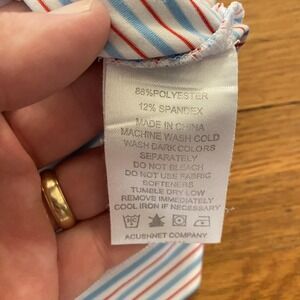 88%POLYESTER
12% SPANDEX
MADE IN CHINA
MACHINE WASH COLD
WASH DARK COLORS
SEPARATELY
DO NOT BLEACH
DO NOT USE FABRIC
SOFTENERS
TUMBLE DRY LOW
REMOVE IMMEDIATELY
COOL IRON IF NECESSARY
ACUSHNET COMPANY